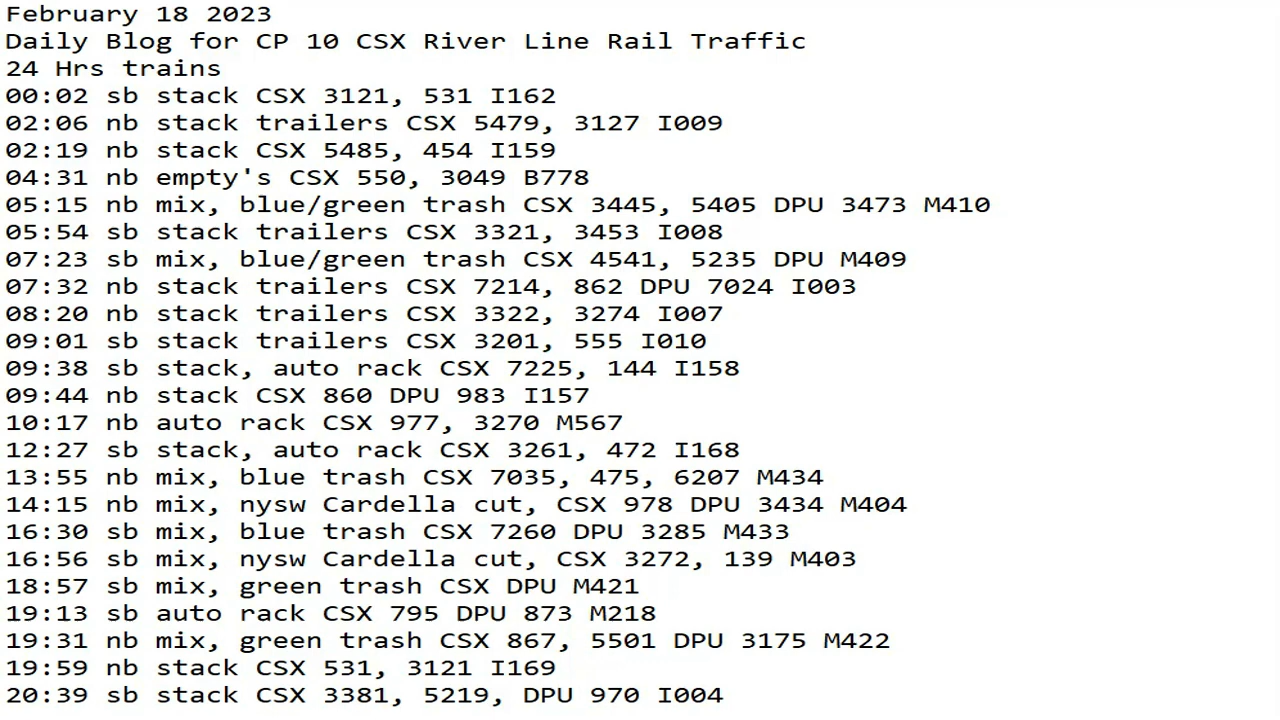 February 18 2023
Daily Blog for CP 10 CSX River Line Rail Traffic
24 Hrs trains
00:02 sb stack CSX 3121, 531 I162
02:06 nb stack trailers CSX 5479, 3127 I009
02:19 nb stack CSX 5485, 454 I159
04:31 nb empty's CSX 550, 3049 B778
05:15 nb mix, blue/green trash CSX 3445, 5405 DPU 3473 M410
05:54 sb stack trailers CSX 3321, 3453 I008
07:23 sb mix, blue/green trash CSX 4541, 5235 DPU M409
07:32 nb stack trailers CSX 7214, 862 DPU 7024 I003
08:20 nb stack trailers CSX 3322, 3274 I007
09:01 sb stack trailers CSX 3201, 555 I010
09:38 sb stack, auto rack CSX 7225, 144 I158
09:44 nb stack CSX 860 DPU 983 I157
10:17 nb auto rack CSX 977, 3270 M567
12:27 sb stack, auto rack CSX 3261, 472 I168
13:55 nb mix, blue trash CSX 7035, 475, 6207 M434
14:15 nb mix, nysw Cardella cut, CSX 978 DPU 3434 M404
16:30 sb mix, blue trash CSX 7260 DPU 3285 M433
16:56 sb mix, nysw Cardella cut, CSX 3272, 139 M403
18:57 sb mix, green trash CSX DPU M421
19:13 sb auto rack CSX 795 DPU 873 M218
19:31 nb mix, green trash CSX 867, 5501 DPU 3175 M422
19:59 nb stack CSX 531, 3121 I169
20:39 sb stack CSX 3381, 5219, DPU 970 I004